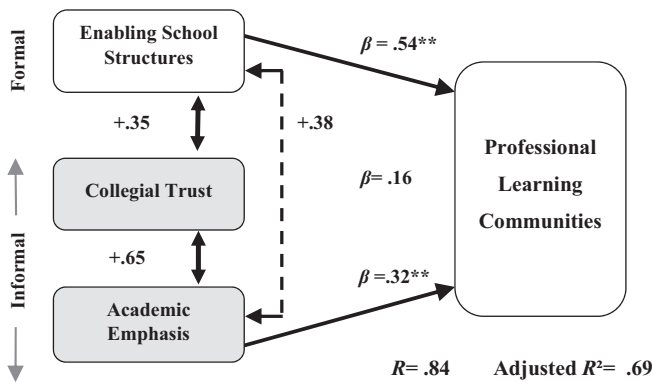 Formal
Enabling School
Structures
β = .54**
+.35
+.38
Collegial Trust
β= .16
Professional
Learning
Communities
+.65
Informal
Academic
Emphasis
β =.32**
R= .84
Adjusted R²= .69